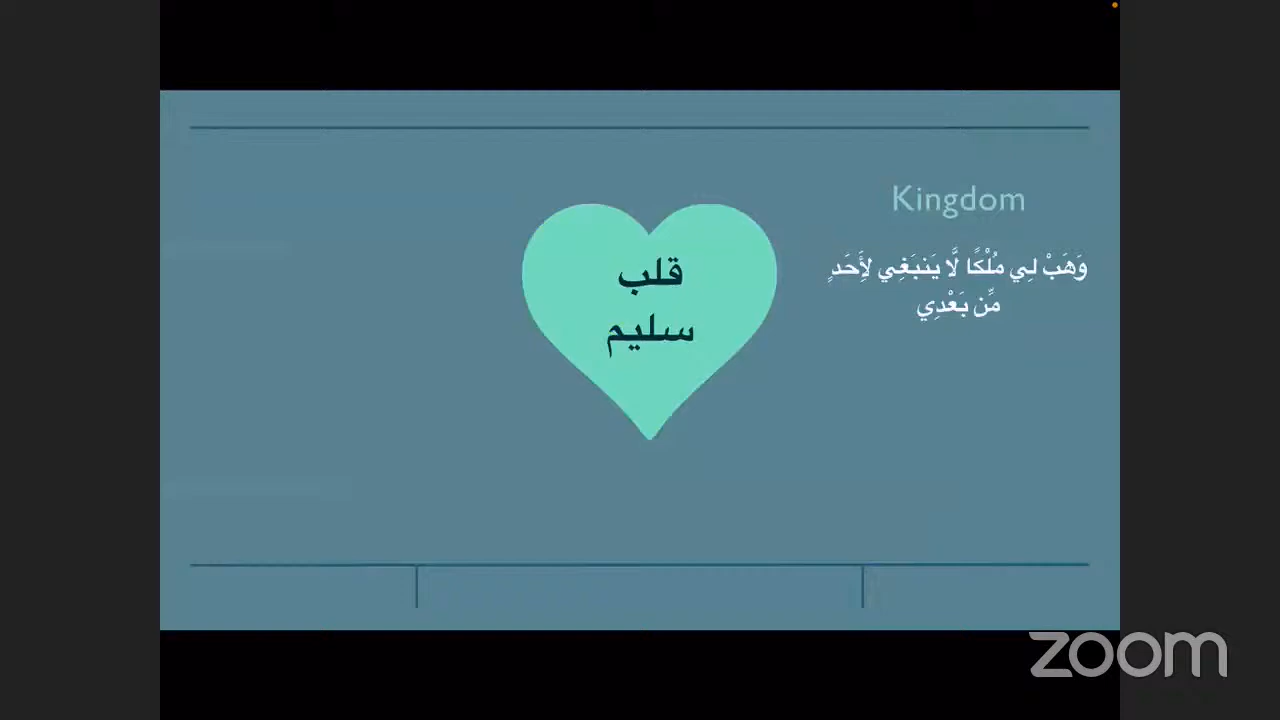 Kingdom
وَهَبْ لِي مُلْكًا لَّا يَنبَغِي لِأَحَدٍ
مِّن بَعْدِي
قلب
سليم
zoom